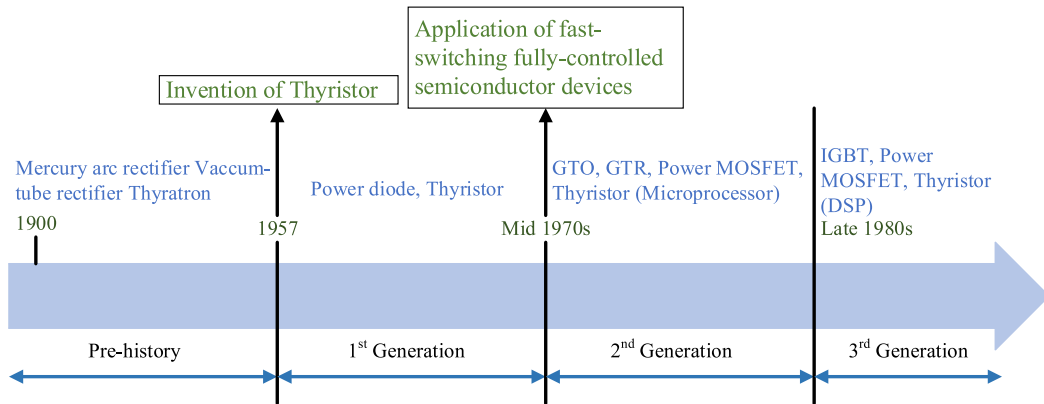 Application of fast-
switching fully-controlled
semiconductor devices
Invention of Thyristor
Mercury arc rectifier Vaccum-
tube rectifier Thyratron
1900
Power diode, Thyristor
1957
GTO, GTR, Power MOSFET,
Thyristor (Microprocessor)
Mid 1970s
IGBT, Power
MOSFET, Thyristor
(DSP)
Late 1980s
Pre-history
1st Generation
2nd Generation
3rd Generation